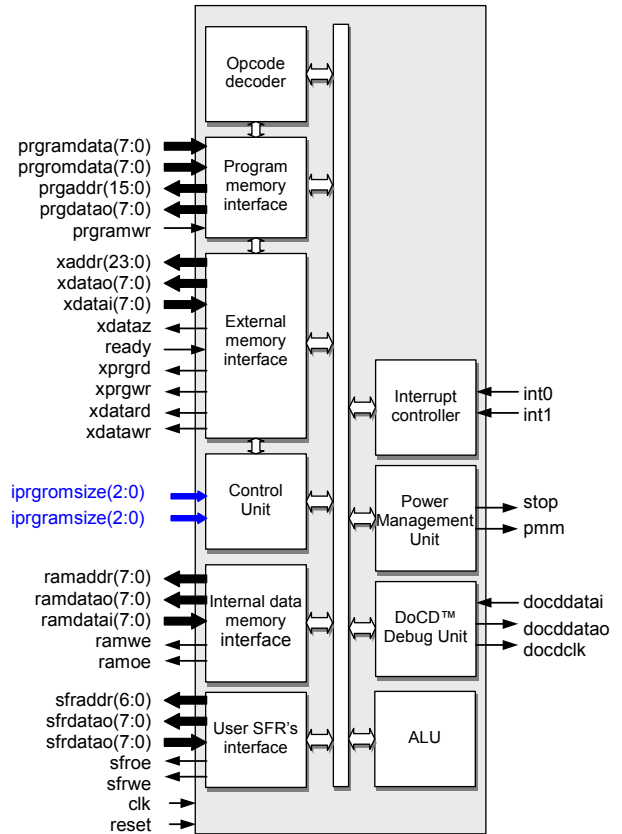 Opcode
decoder
prgramdata(7:0)
prgromdata(7:0)
prgaddr(15:0)
prgdatao(7:0)
prgramwr
Program
memory
interface
xaddr(23:0)
xdatao(7:0)
xdatai(7:0)
xdataz
ready
xprgrd
xprgwr
xdatard
xdatawr
External
memory
interface
Interrupt
controller
int0
int1
iprgromsize(2:0)
iprgramsize(2:0)
Control
Unit
Power
Management
Unit
stop
pmm
ramaddr(7:0)
ramdatao(7:0)
ramdatai(7:0)
ramwe
ramoe
Internal data
memory
interface
DoCD™
Debug Unit
docddatai
docddatao
docdclk
sfraddr(6:0)
sfrdatao(7:0)
sfrdatao(7:0)
sfroe
sfrwe
User SFR's
interface
ALU
clk
reset